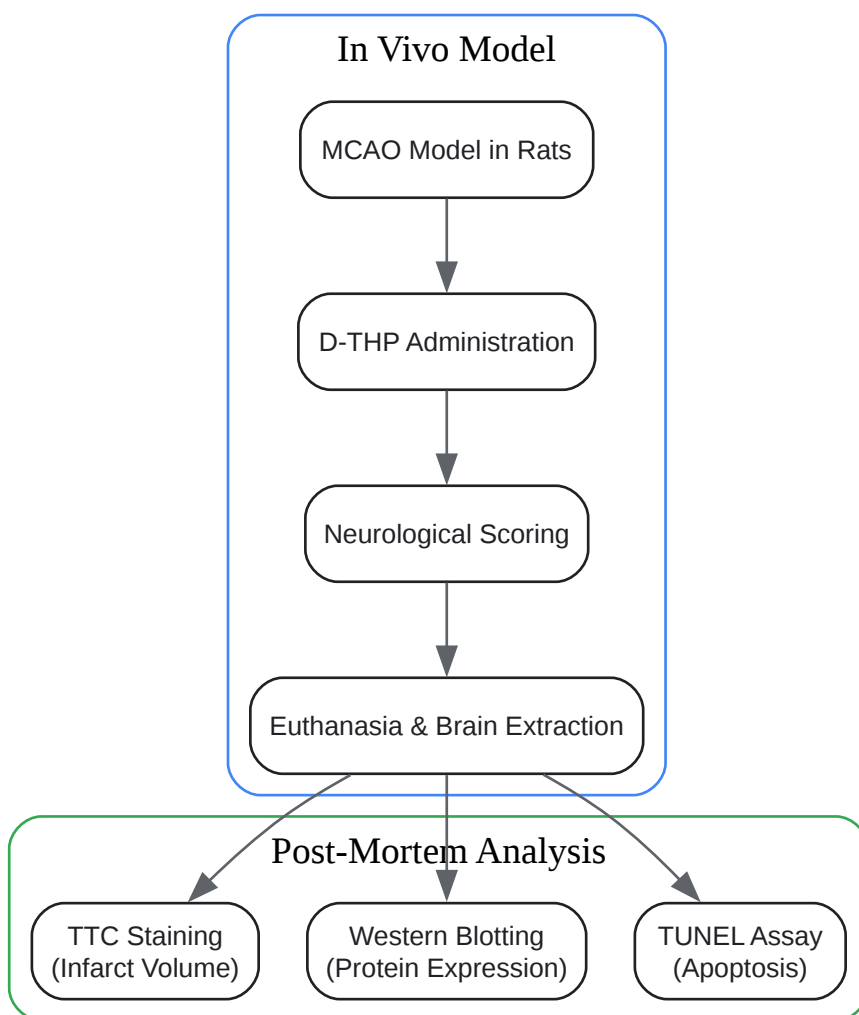 In Vivo Model
MCAO Model in Rats
D-THP Administration
Neurological Scoring
Euthanasia & Brain Extraction
Post-Mortem Analysis
TTC Staining
(Infarct Volume)
Western Blotting
(Protein Expression)
TUNEL Assay
(Apoptosis)